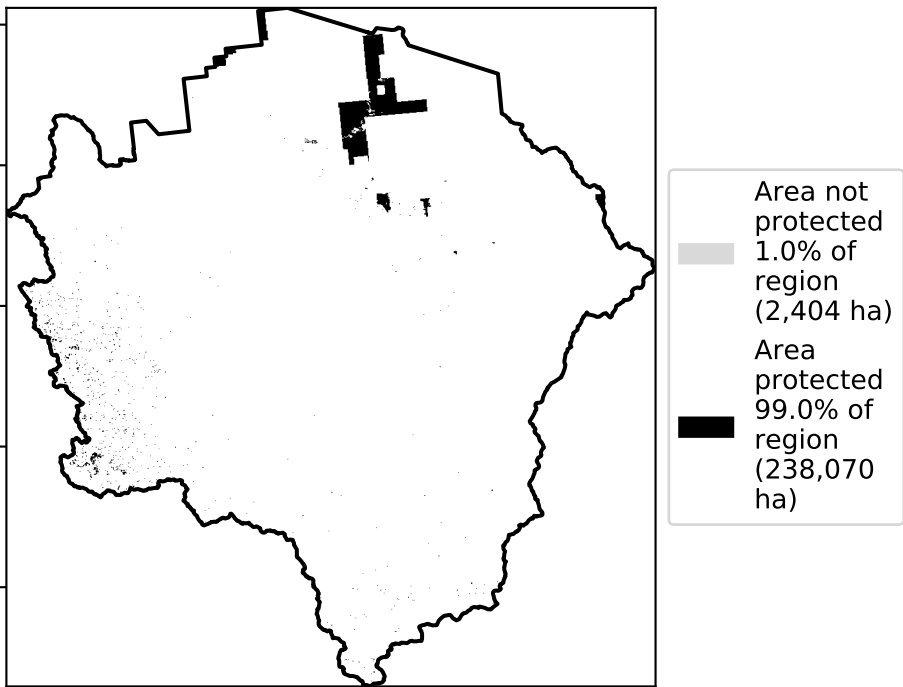 Area not
protected
1.0% of
region
(2,404 ha)
Area
protected
99.0% of
region
(238,070
ha)